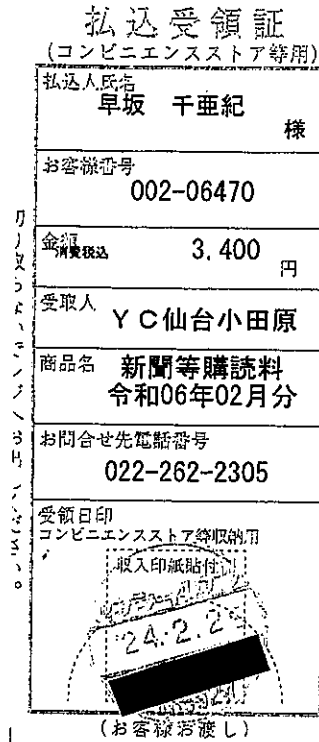 払込受領証
(コンビニエンスストア等用)
払込人氏名
早坂 千亜紀
様
お客様番号
002-06470
金額
消費税込
3,400
円
受取人
YC仙台小田原
商品名
新聞等購読料
令和06年02月分
お問合せ先電話番号
022-262-2305
受領日印
コンビニエンスストア等収納用
収入印紙貼付
(お客様お渡し)